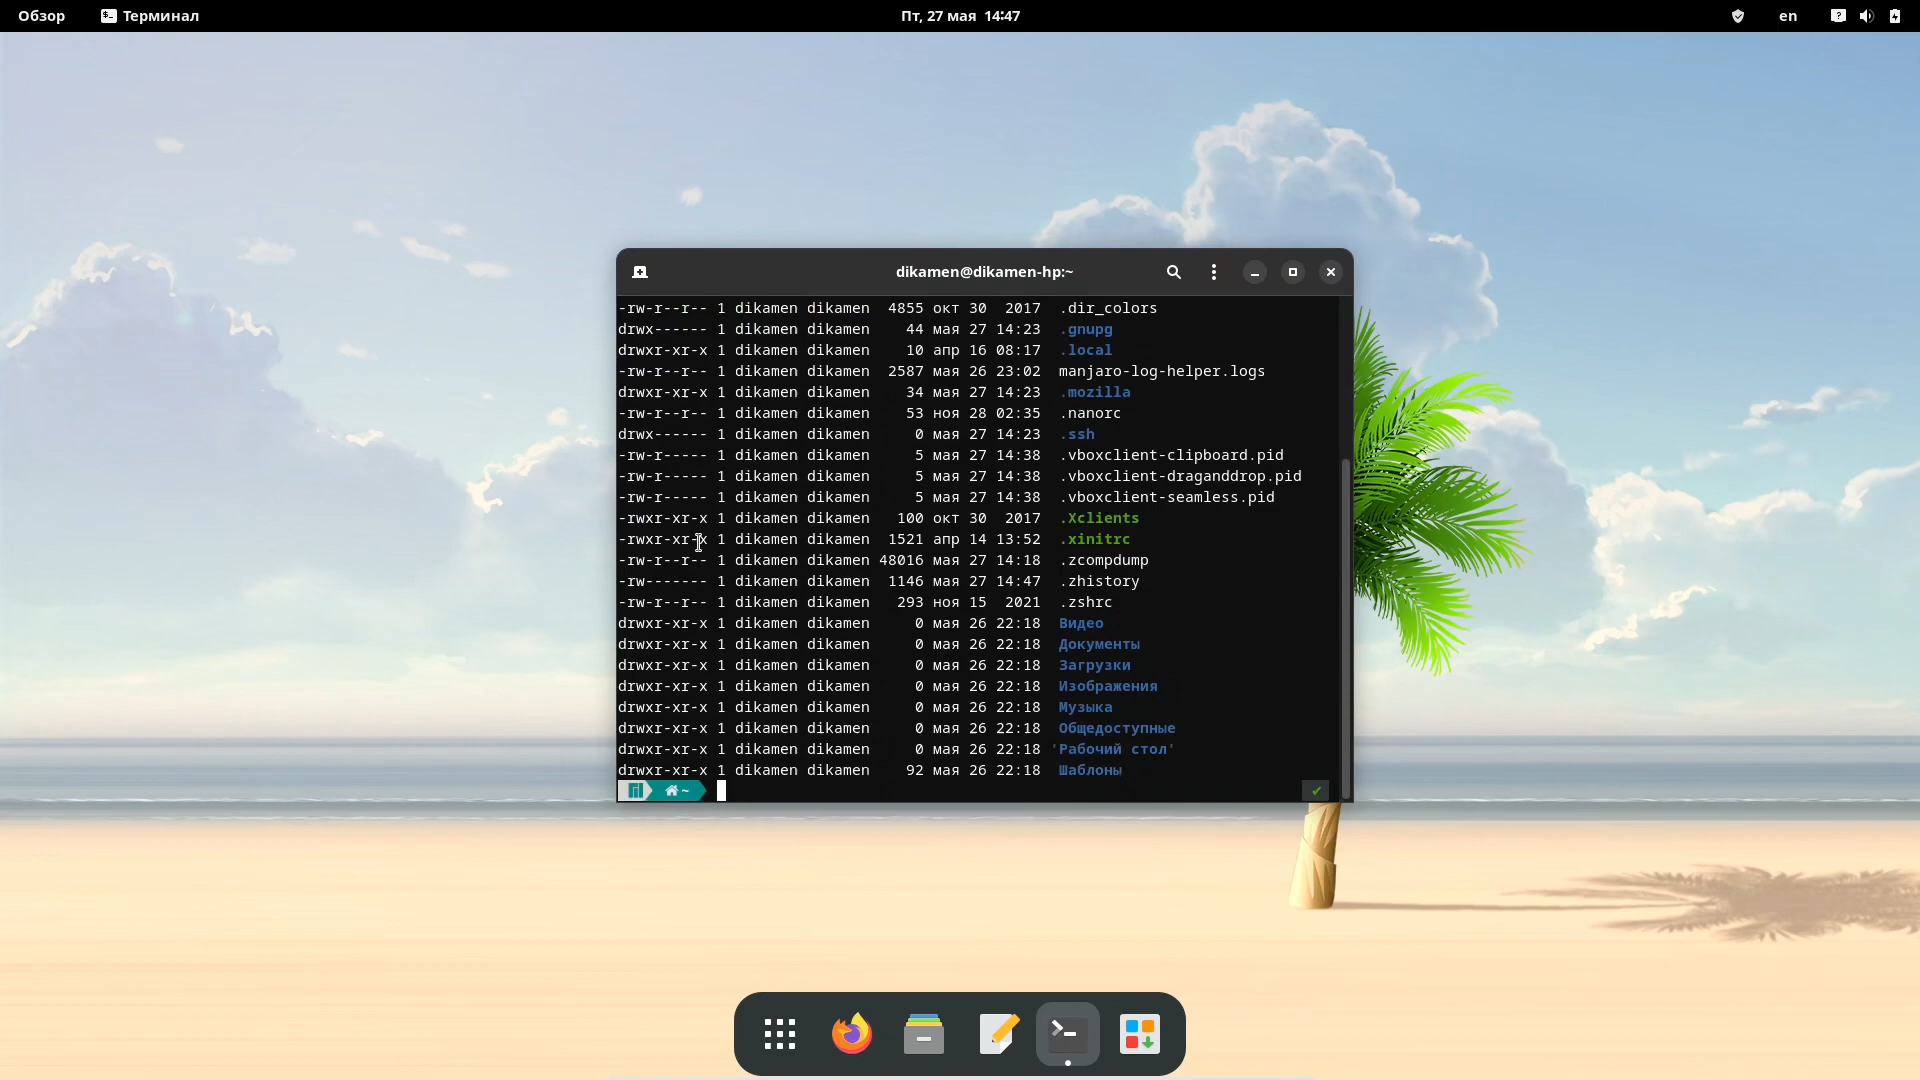 Обзор Терминал Пт, 27 мая 14:47 en
dikamen@dikamen-hp:~
-rw-r--r-- 1 dikamen dikamen 4855 окт 30 2017 .dir_colors
drwx------ 1 dikamen dikamen 44 мая 27 14:23 .gnupg
drwxr-xr-x 1 dikamen dikamen 10 апр 16 08:17 .local
-rw-r--r-- 1 dikamen dikamen 2587 мая 26 23:02 manjaro-log-helper.logs
drwxr-xr-x 1 dikamen dikamen 34 мая 27 14:23 .mozilla
-rw-r--r-- 1 dikamen dikamen 53 ноя 28 02:35 .nanorc
drwx------ 1 dikamen dikamen 0 мая 27 14:23 .ssh
-rw-r----- 1 dikamen dikamen 5 мая 27 14:38 .vboxclient-clipboard.pid
-rw-r----- 1 dikamen dikamen 5 мая 27 14:38 .vboxclient-draganddrop.pid
-rw-r----- 1 dikamen dikamen 5 мая 27 14:38 .vboxclient-seamless.pid
-rwxr-xr-x 1 dikamen dikamen 100 окт 30 2017 .Xclients
-rwxr-xr-x 1 dikamen dikamen 1521 апр 14 13:52 .xinitrc
-rw-r--r-- 1 dikamen dikamen 48016 мая 27 14:18 .zcompdump
-rw------- 1 dikamen dikamen 1146 мая 27 14:47 .zhistory
-rw-r--r-- 1 dikamen dikamen 293 ноя 15 2021 .zshrc
drwxr-xr-x 1 dikamen dikamen 0 мая 26 22:18 Видео
drwxr-xr-x 1 dikamen dikamen 0 мая 26 22:18 Документы
drwxr-xr-x 1 dikamen dikamen 0 мая 26 22:18 Загрузки
drwxr-xr-x 1 dikamen dikamen 0 мая 26 22:18 Изображения
drwxr-xr-x 1 dikamen dikamen 0 мая 26 22:18 Музыка
drwxr-xr-x 1 dikamen dikamen 0 мая 26 22:18 Общедоступные
drwxr-xr-x 1 dikamen dikamen 0 мая 26 22:18 'Рабочий стол'
drwxr-xr-x 1 dikamen dikamen 92 мая 26 22:18 Шаблоны
~ ✔